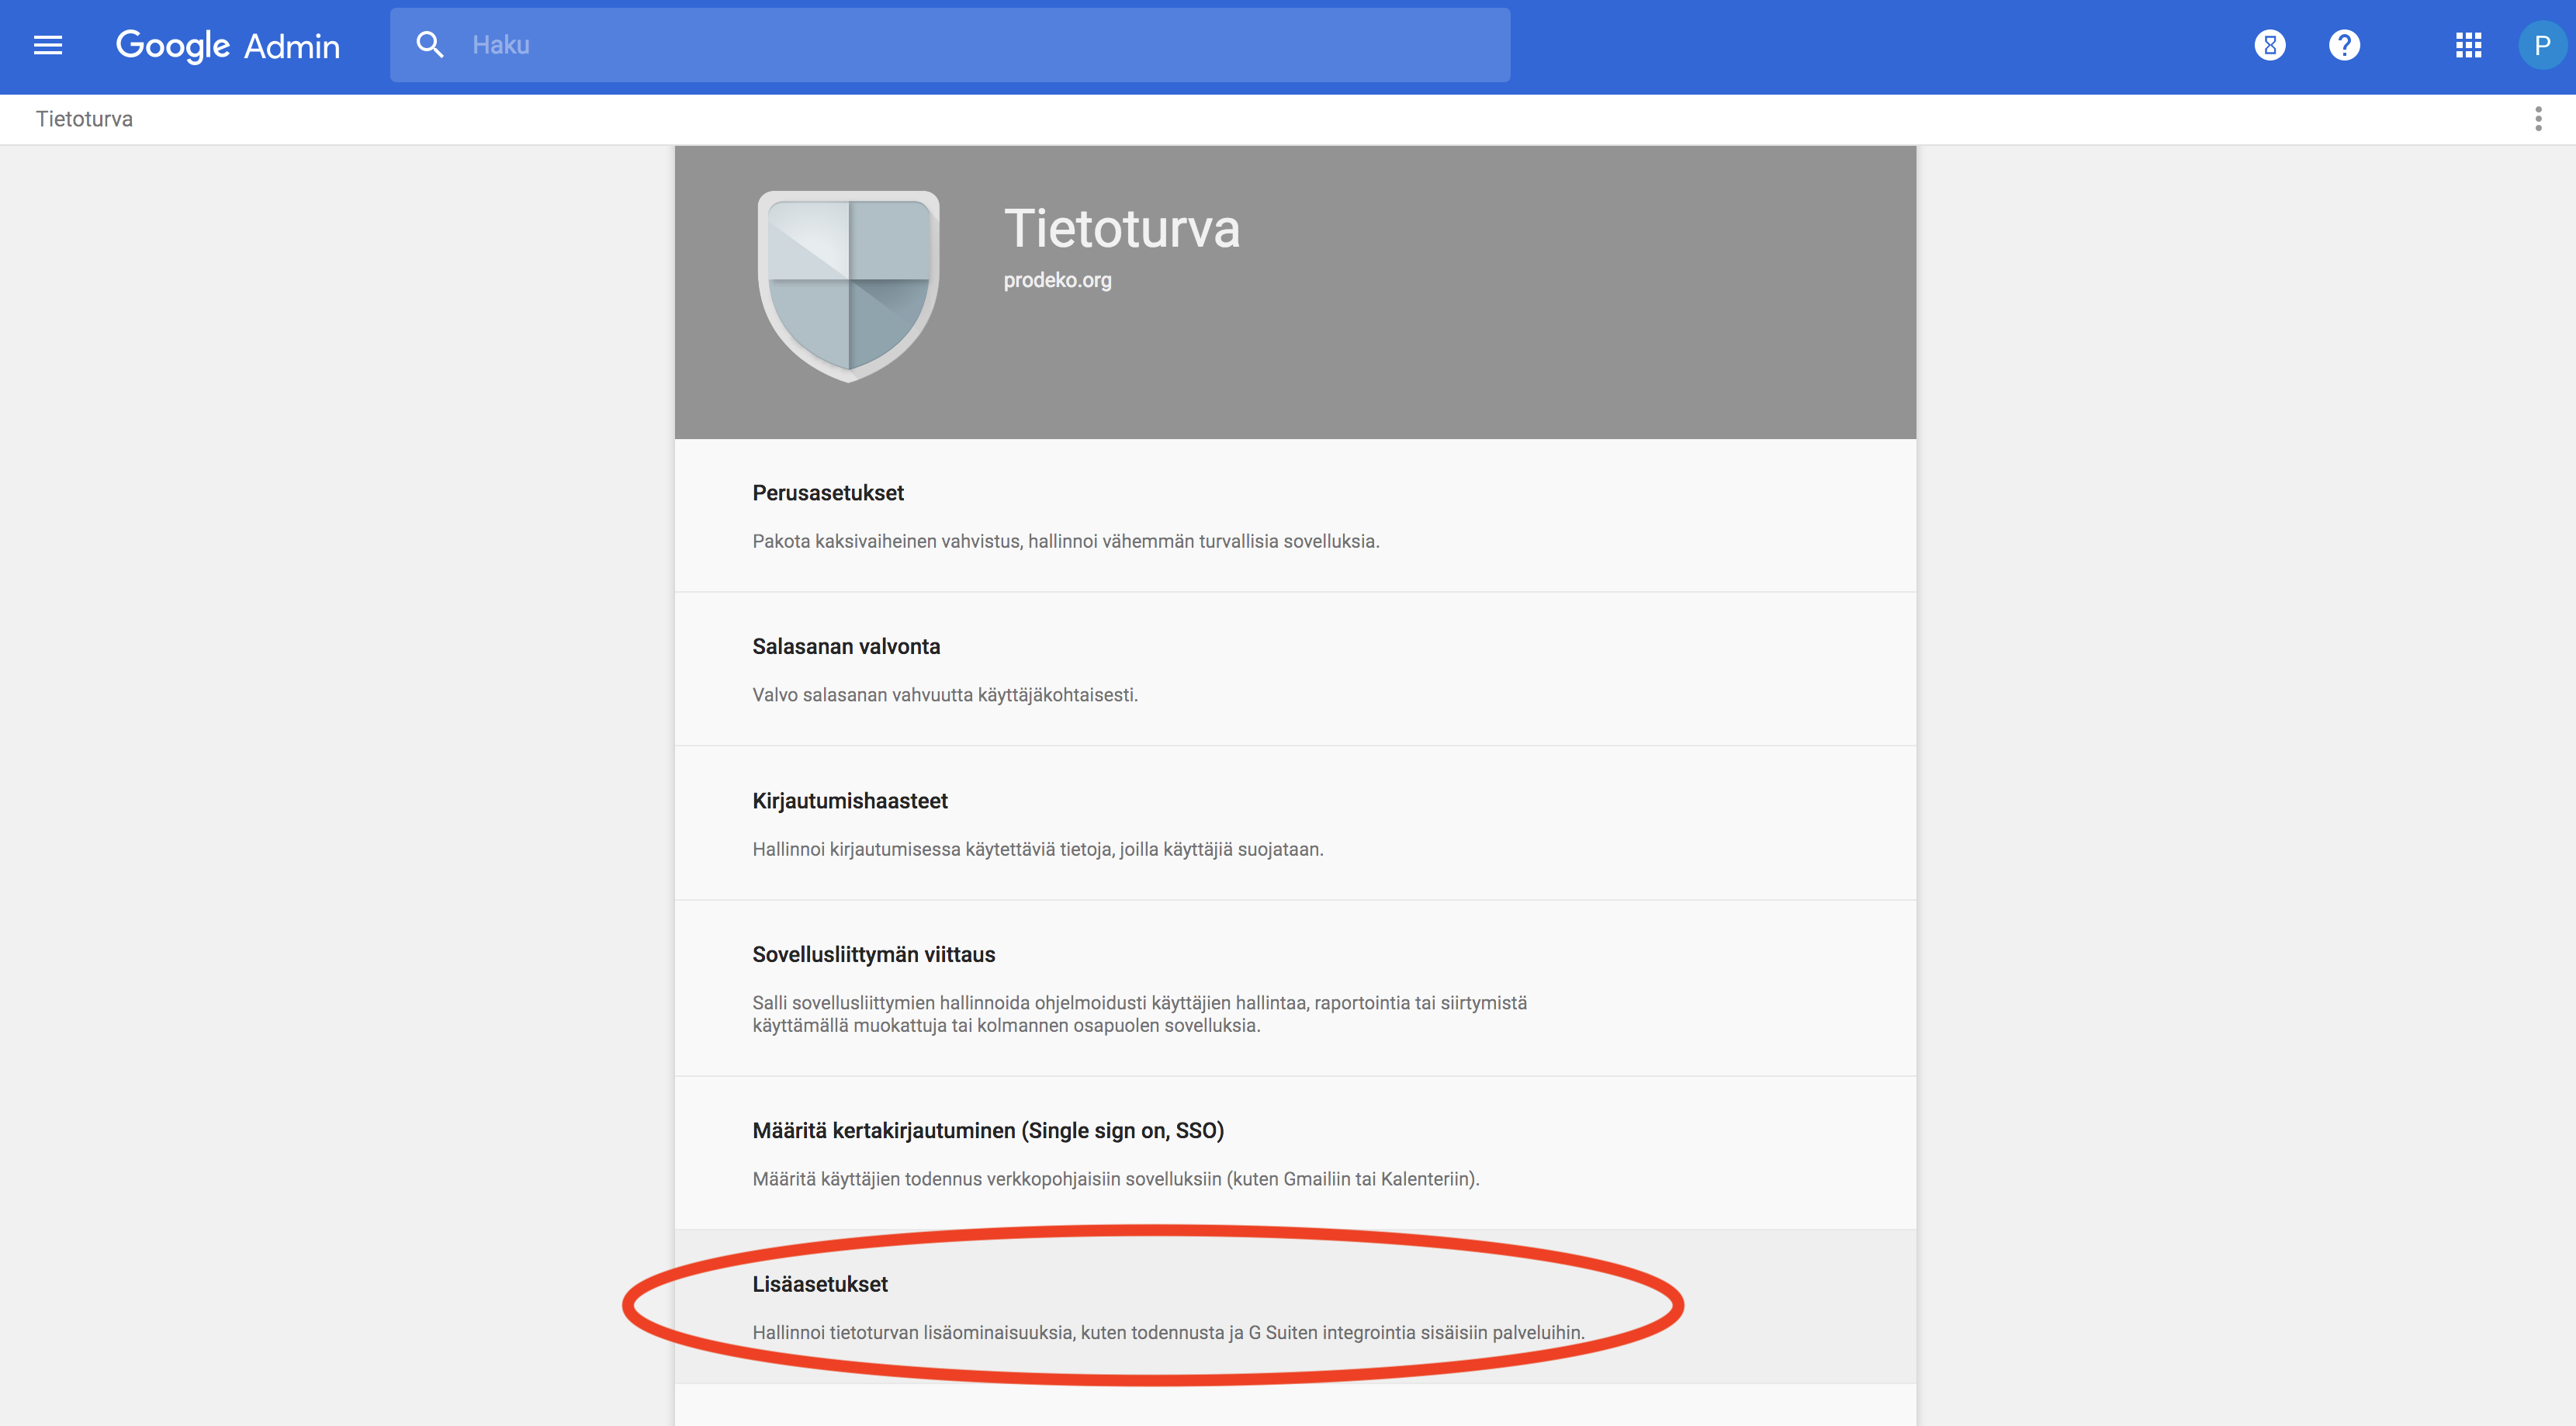 Google Admin
Haku
P
Tietoturva
Tietoturva
prodeko.org
Perusasetukset
Pakota kaksivaiheinen vahvistus, hallinnoi vähemmän turvallisia sovelluksia.
Salasanan valvonta
Valvo salasanan vahvuutta käyttäjäkohtaisesti.
Kirjautumishaasteet
Hallinnoi kirjautumisessa käytettäviä tietoja, joilla käyttäjiä suojataan.
Sovellusliittymän viittaus
Salli sovellusliittymien hallinnoida ohjelmoidusti käyttäjien hallintaa, raportointia tai siirtymistä
käyttämällä muokattuja tai kolmannen osapuolen sovelluksia.
Määritä kertakirjautuminen (Single sign on, SSO)
Määritä käyttäjien todennus verkkopohjaisiin sovelluksiin (kuten Gmailiin tai Kalenteriin).
Lisäasetukset
Hallinnoi tietoturvan lisäominaisuuksia, kuten todennusta ja G Suiten integrointia sisäisiin palveluihin.